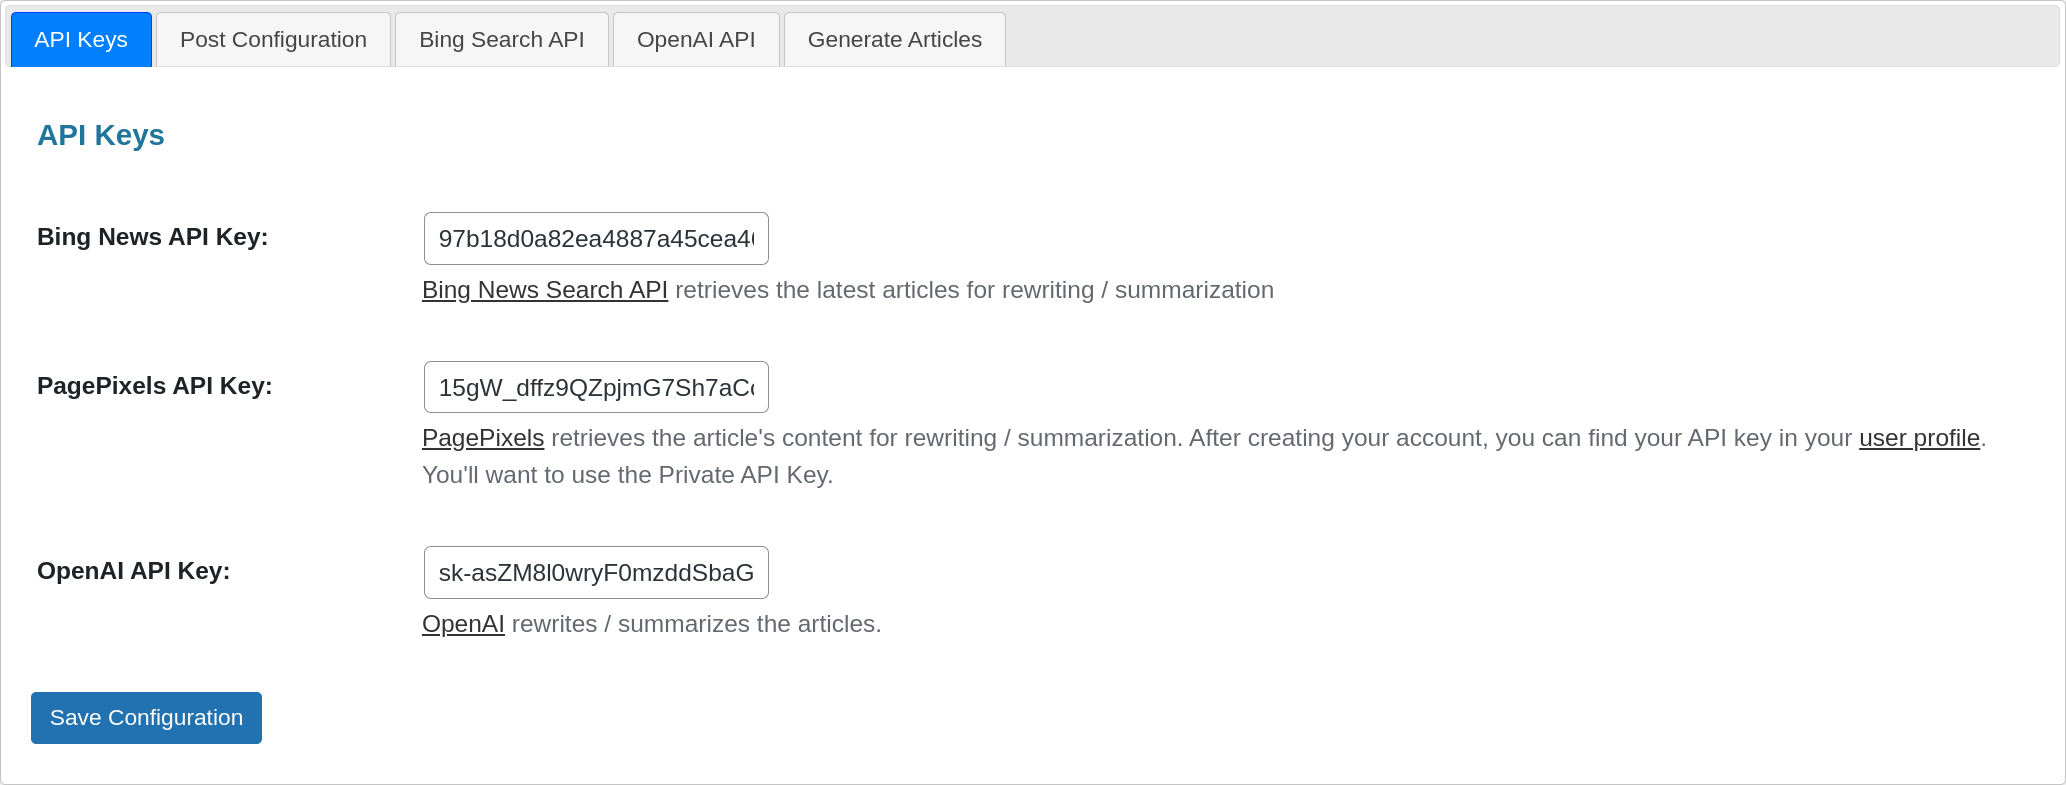 API Keys
Post Configuration
Bing Search API
OpenAI API
Generate Articles
API Keys
Bing News API Key:
97b18d0a82ea4887a45cea4
Bing News Search API retrieves the latest articles for rewriting / summarization
PagePixels API Key:
15gW_dffz9QZpjmG7Sh7aC
PagePixels retrieves the article's content for rewriting / summarization. After creating your account, you can find your API key in your user profile.
You'll want to use the Private API Key.
OpenAI API Key:
sk-asZM8l0wryF0mzddSbaG
OpenAI rewrites / summarizes the articles.
Save Configuration